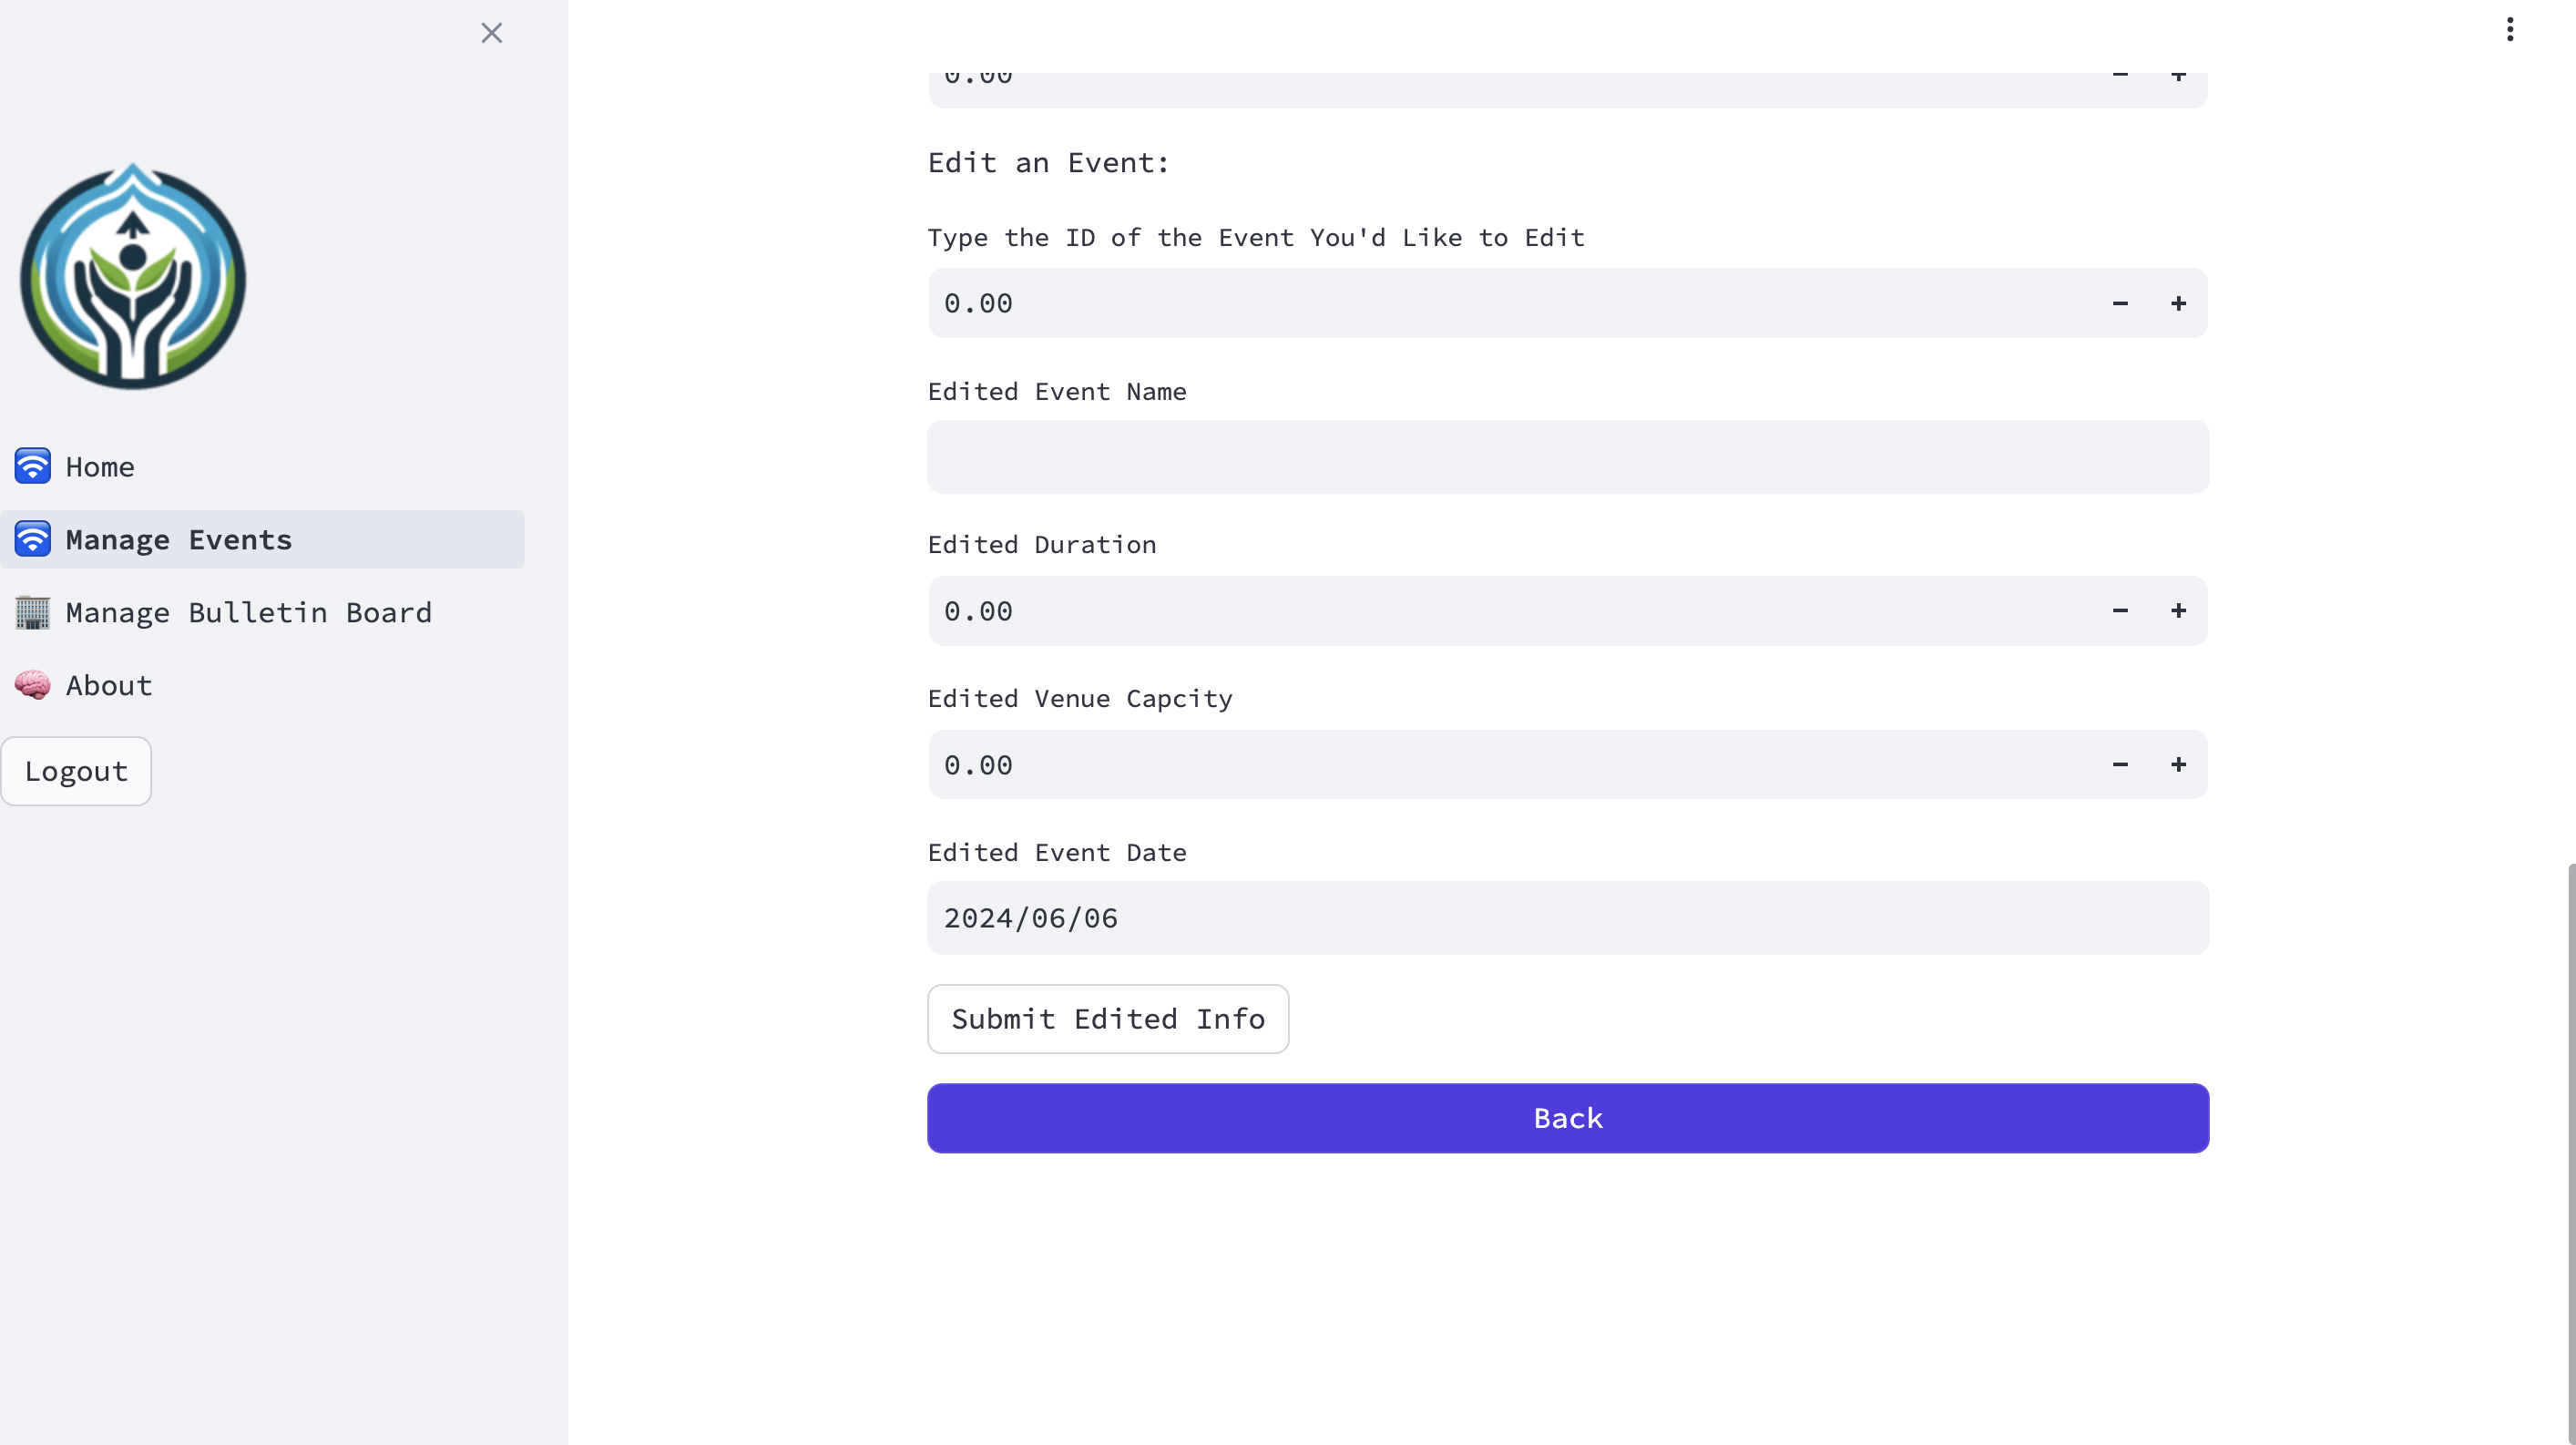 Home
Manage Events
Manage Bulletin Board
About
Logout
0.00
Edit an Event:
Type the ID of the Event You'd Like to Edit
0.00
Edited Event Name
Edited Duration
0.00
Edited Venue Capcity
0.00
Edited Event Date
2024/06/06
Submit Edited Info
Back